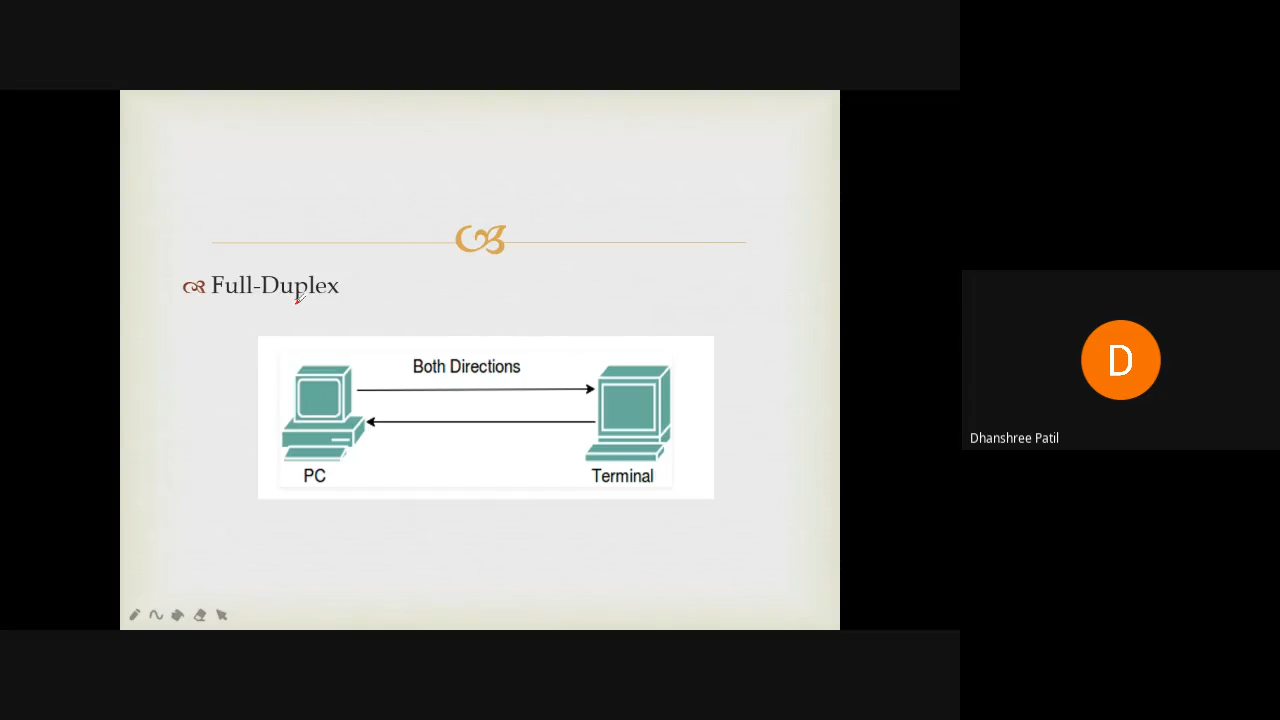 Full-Duplex
Both Directions
PC
Terminal
D
Dhanshree Patil